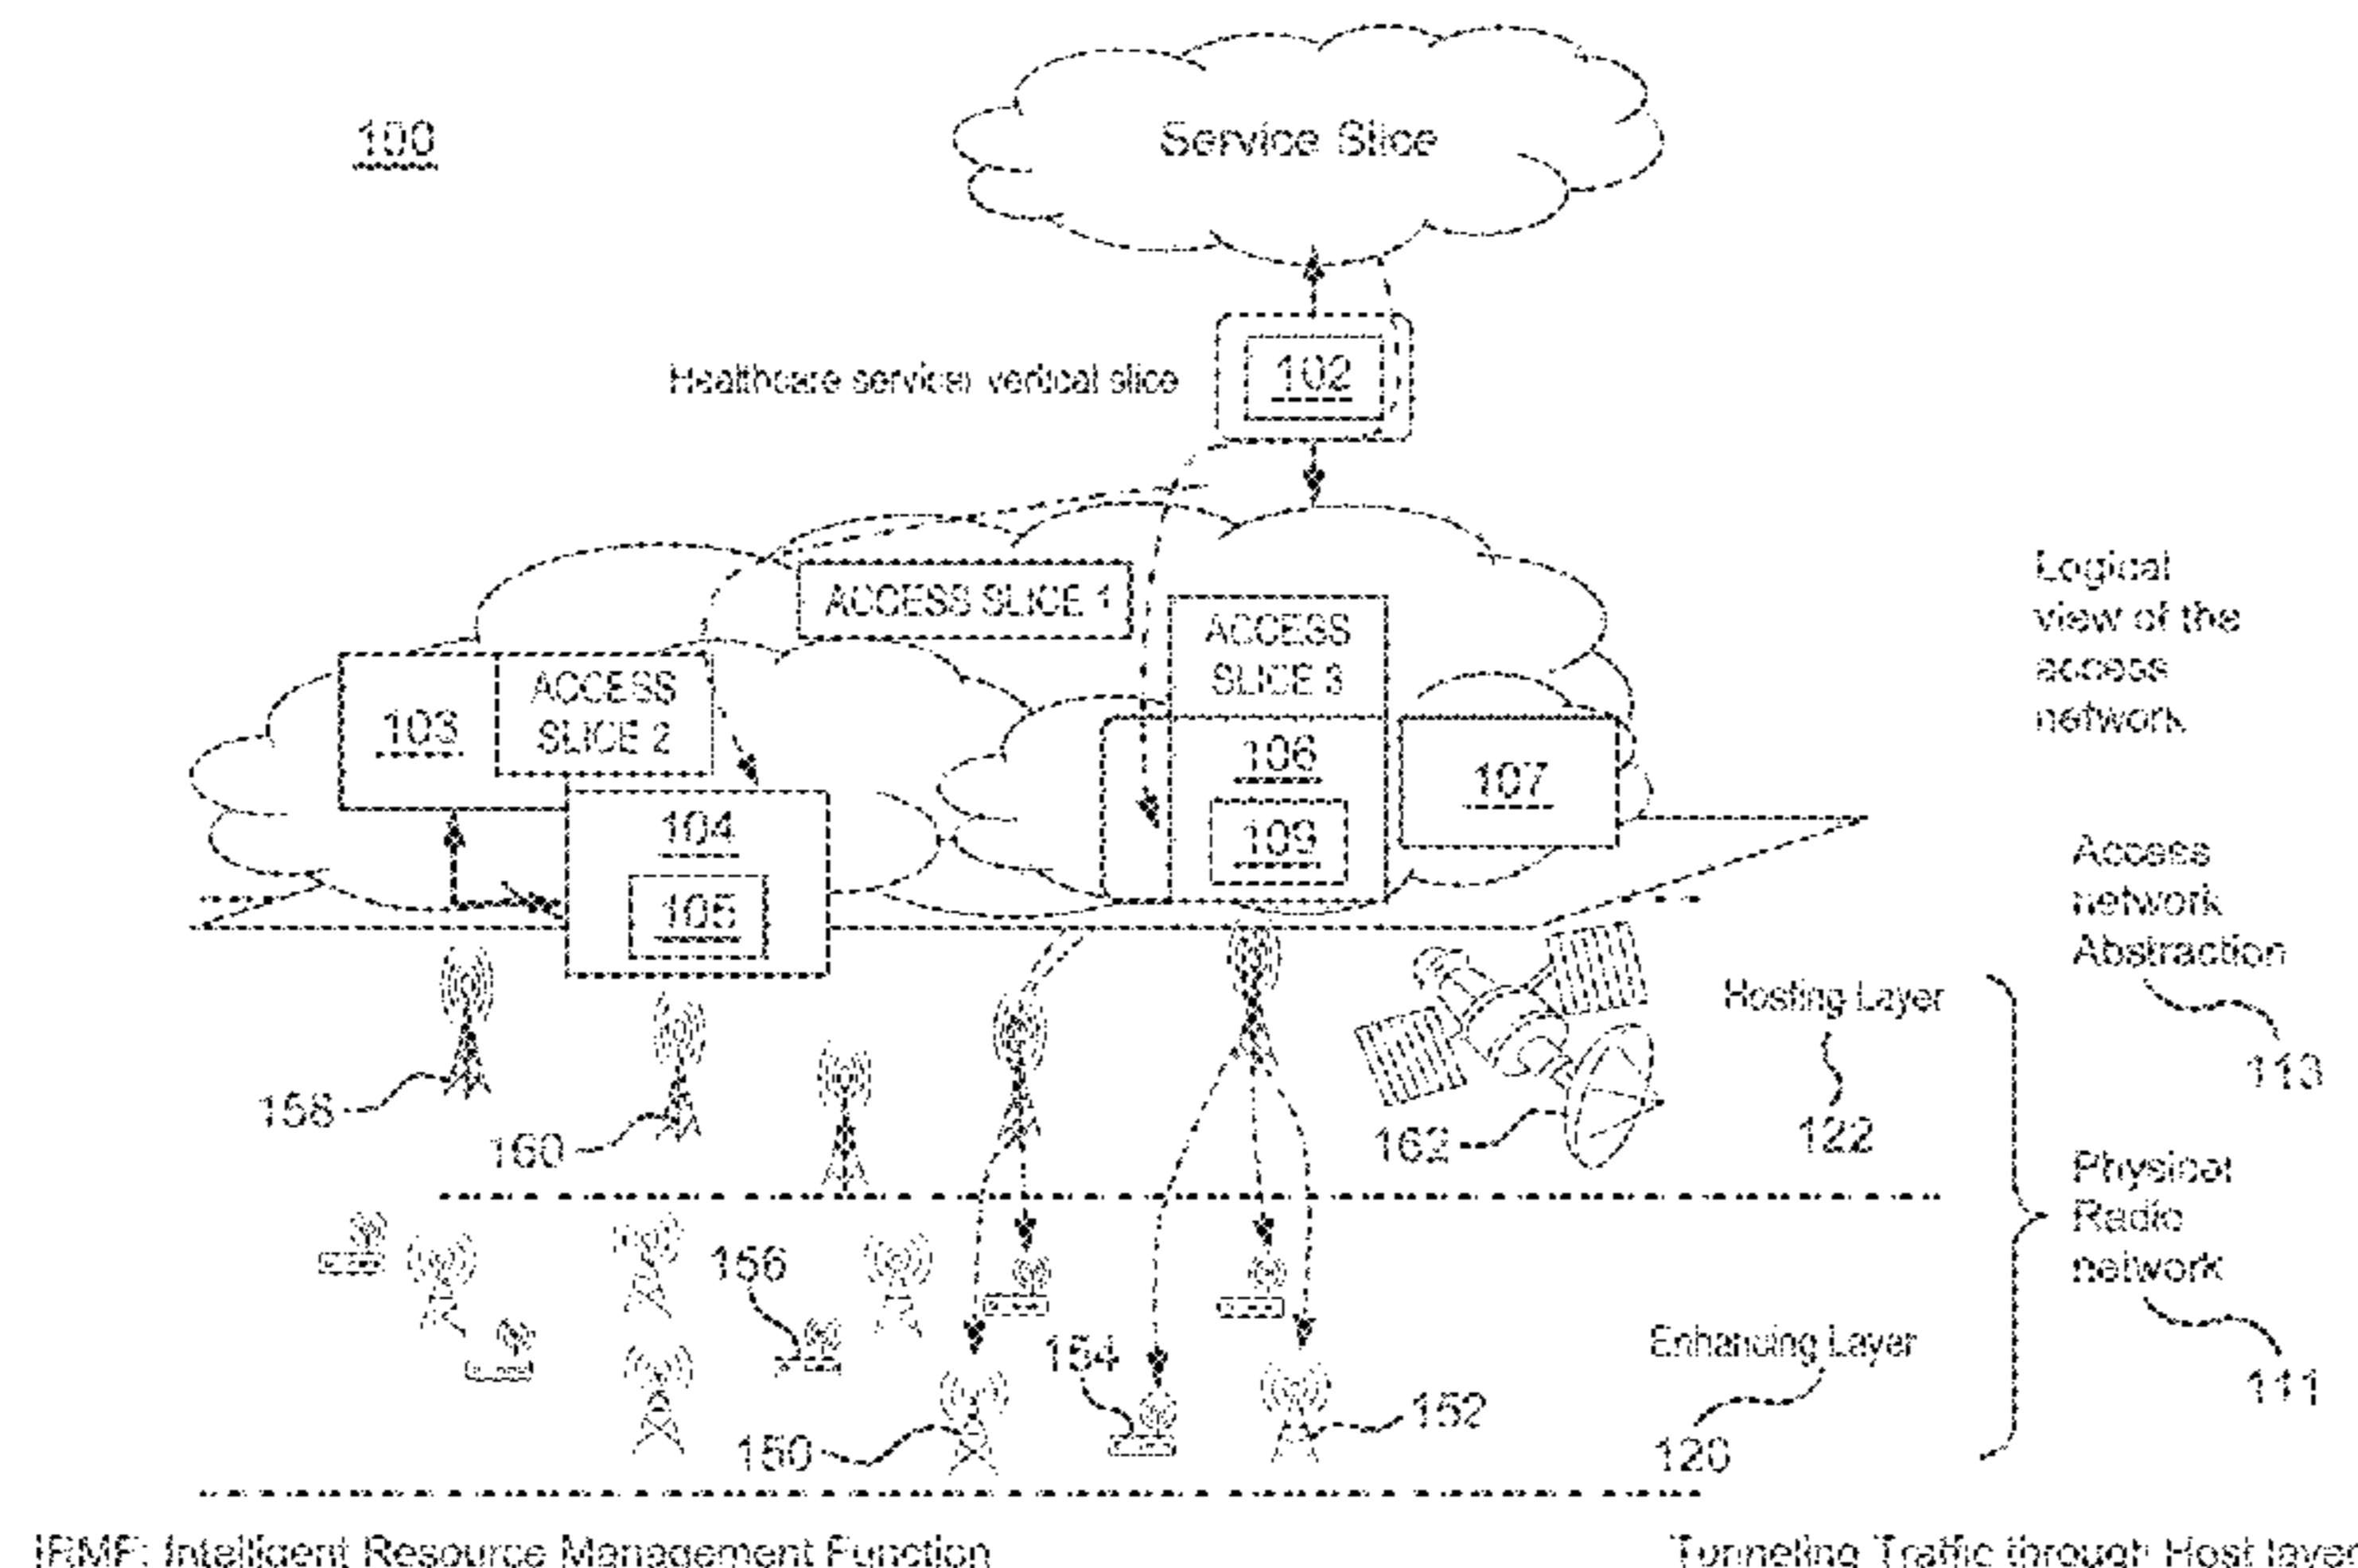 100
Service Slice
Healthcare service/ vertical slice
102
ACCESS SLICE 1
ACCESS
SLICE 3
ACCESS
SLICE 2
103
104
105
106
109
107
Logical
view of the
access
network
Access
network
Abstraction
113
Hosting Layer
122
158
160
162
Physical
Radio
network
111
156
154
150
152
Enhancing Layer
120
IRMF: Intelligent Resource Management Function
Tunneling Traffic through Host layer